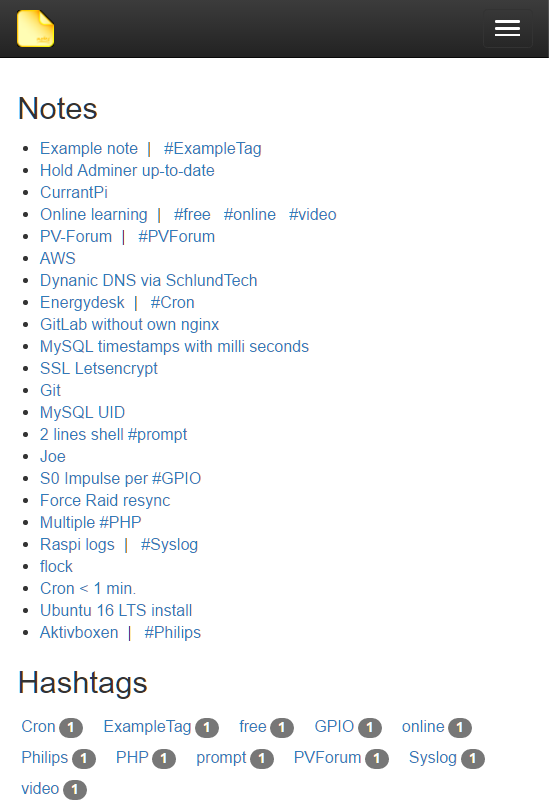 Notes
Example note | #ExampleTag
Hold Adminer up-to-date
CurrantPi
Online learning | #free #online #video
PV-Forum | #PVForum
AWS
Dynanic DNS via SchlundTech
Energydesk | #Cron
GitLab without own nginx
MySQL timestamps with milli seconds
SSL Letsencrypt
Git
MySQL UID
2 lines shell #prompt
Joe
S0 Impulse per #GPIO
Force Raid resync
Multiple #PHP
Raspi logs | #Syslog
flock
Cron < 1 min.
Ubuntu 16 LTS install
Aktivboxen | #Philips
Hashtags
Cron 1 ExampleTag 1 free 1 GPIO 1 online 1
Philips 1 PHP 1 prompt 1 PVForum 1 Syslog 1
video 1